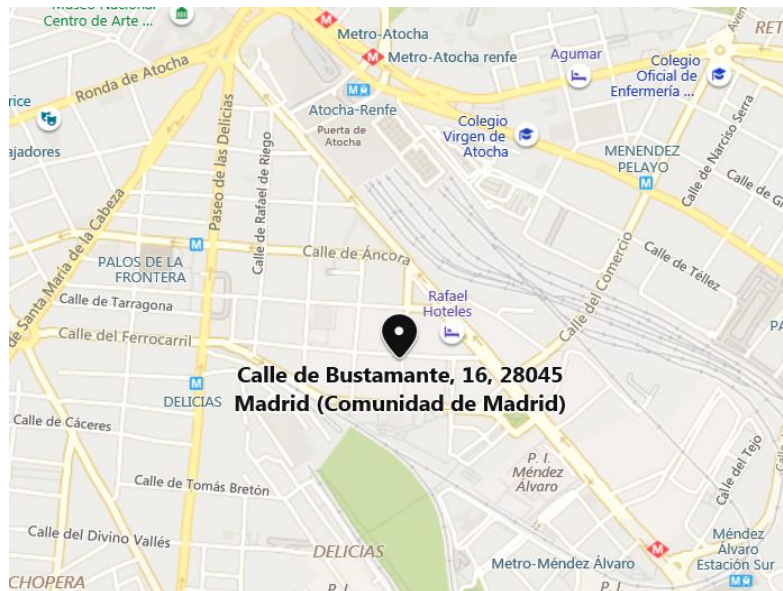 Museo Nacional
Centro de Arte ...
Metro-Atocha
Metro-Atocha renfe
Agumar
Colegio
Oficial de
Enfermería ...
RET
Ronda de Atocha
rice
ajadores
Atocha-Renfe
Puerta de
Atocha
Colegio
Virgen de
Atocha
MENENDEZ
PELAYO
Calle de Narciso Serra
Paseo de las Delicias
Calle de Rafael de Riego
de Santa María de la Cabeza
Calle de Áncora
PALOS DE LA
FRONTERA
Calle de Téllez
Calle del Comercio
Calle de Tarragona
Rafael
Hoteles
Calle del Ferrocarril
PA
Calle de Bustamante, 16, 28045
Madrid (Comunidad de Madrid)
DELICIAS
Calle de Cáceres
P. I.
Méndez
Álvaro
Calle del Tejo
Calle de Tomás Bretón
Calle del Divino Vallés
DELICIAS
Metro-Méndez Álvaro
Méndez
Álvaro
Estación Sur
CHOPERA
P. I.
P. I.